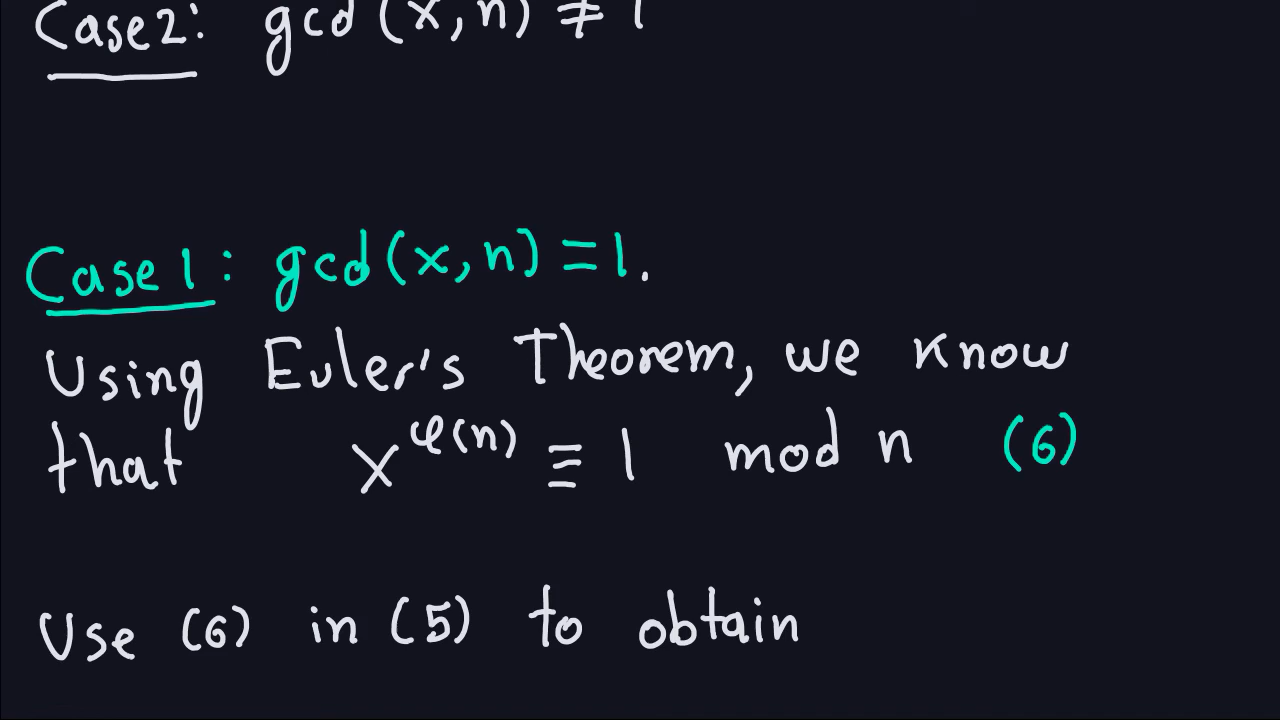 Case2: gcd(x,n) ≠ 1
Case 1: gcd(x,n)=1.
Using Euler's Theorem, we know
that x^φ(n) ≡ 1 mod n (6)
Use (6) in (5) to obtain